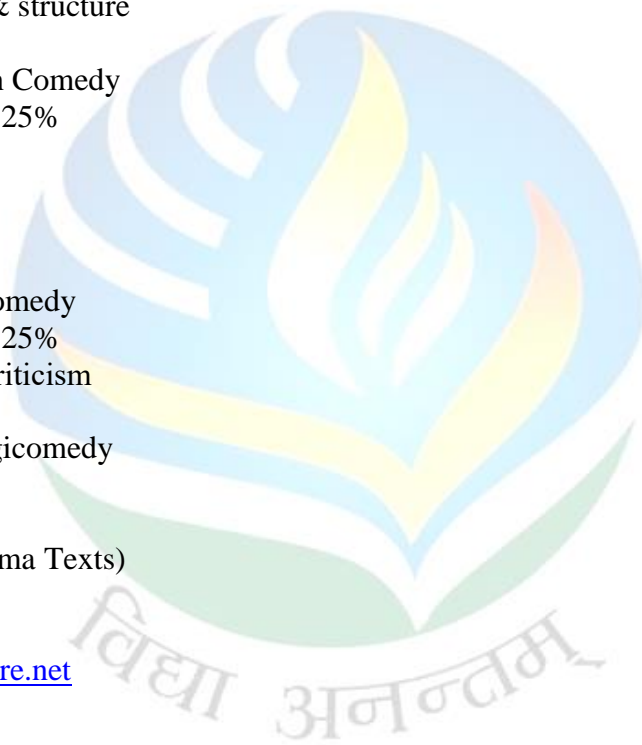 & structure
n Comedy
25%
omedy
25%
riticism
gicomedy
ma Texts)
re.net
विद्या अनन्तम्